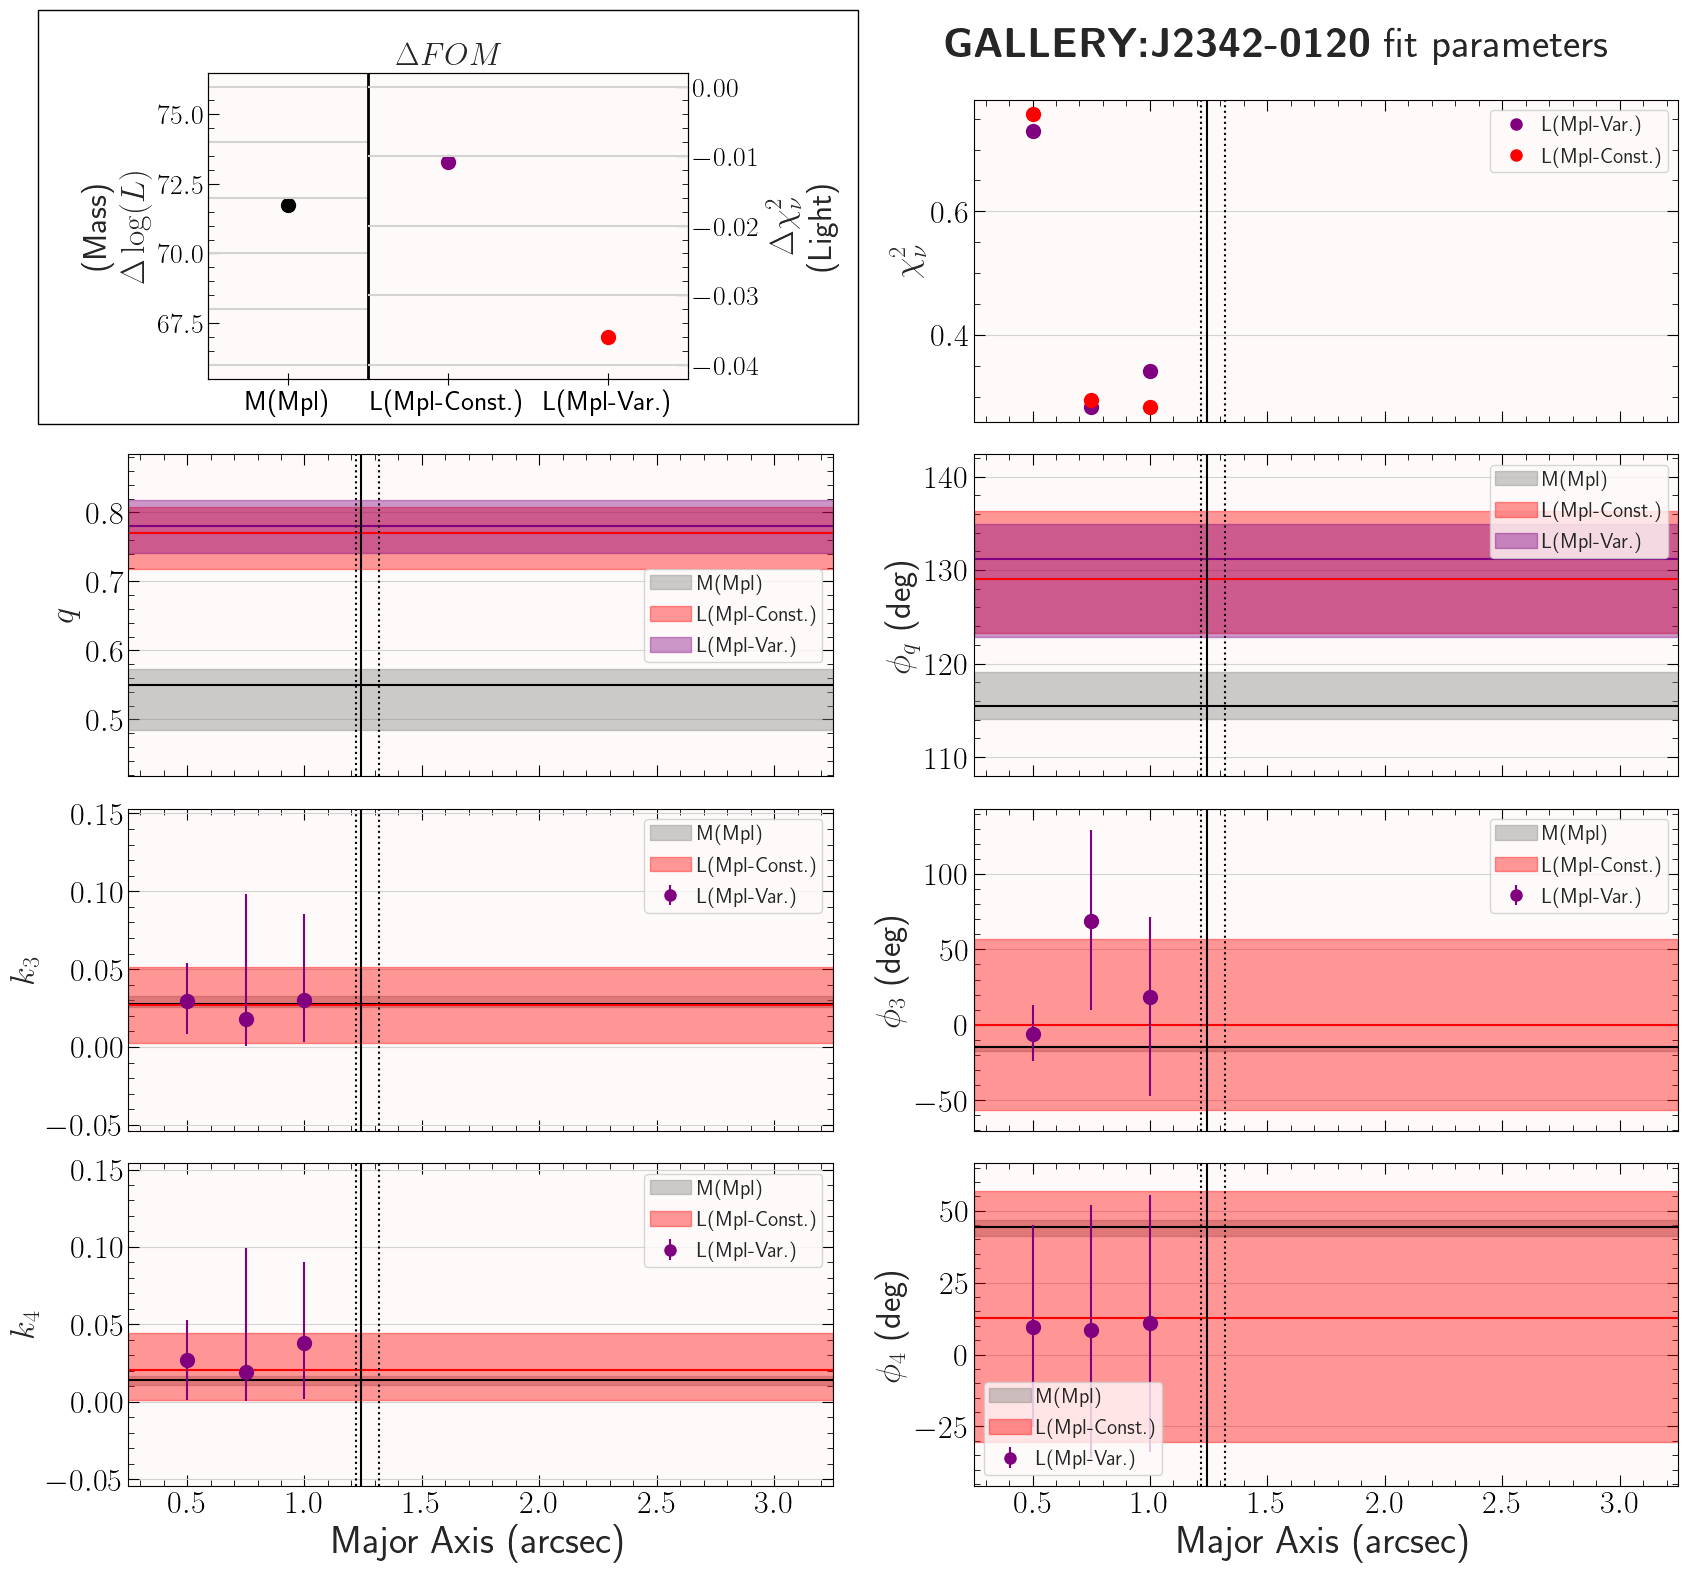 GALLERY:J2342-0120 fit parameters
ΔFOM
75.0
72.5
70.0
67.5
(Mass)
Δ log(L)
0.00
−0.01
−0.02
−0.03
−0.04
Δχ²ν
(Light)
M(Mpl)
L(Mpl-Const.)
L(Mpl-Var.)
0.6
0.4
χ²ν
L(Mpl-Var.)
L(Mpl-Const.)
0.8
0.7
0.6
0.5
q
M(Mpl)
L(Mpl-Const.)
L(Mpl-Var.)
140
130
120
110
ϕq (deg)
M(Mpl)
L(Mpl-Const.)
L(Mpl-Var.)
0.15
0.10
0.05
0.00
−0.05
k3
M(Mpl)
L(Mpl-Const.)
L(Mpl-Var.)
100
50
0
−50
ϕ3 (deg)
M(Mpl)
L(Mpl-Const.)
L(Mpl-Var.)
0.15
0.10
0.05
0.00
−0.05
k4
M(Mpl)
L(Mpl-Const.)
L(Mpl-Var.)
0.5 1.0 1.5 2.0 2.5 3.0
Major Axis (arcsec)
50
25
0
−25
ϕ4 (deg)
M(Mpl)
L(Mpl-Const.)
L(Mpl-Var.)
0.5 1.0 1.5 2.0 2.5 3.0
Major Axis (arcsec)